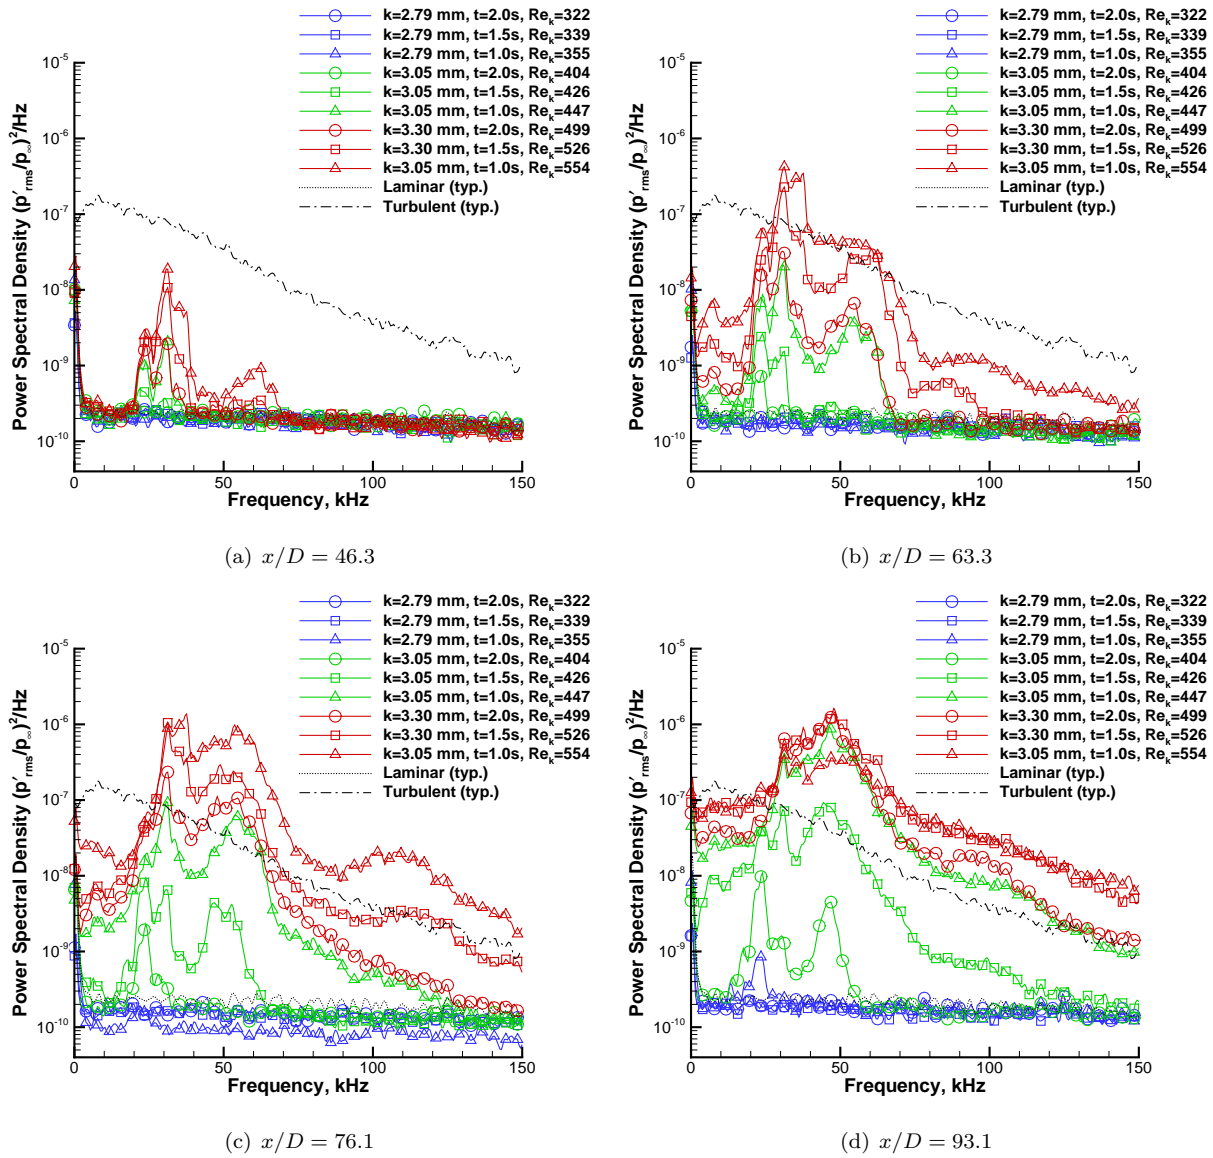 k=2.79 mm, t=2.0s, Re_k=322
k=2.79 mm, t=1.5s, Re_k=339
k=2.79 mm, t=1.0s, Re_k=355
k=3.05 mm, t=2.0s, Re_k=404
k=3.05 mm, t=1.5s, Re_k=426
k=3.05 mm, t=1.0s, Re_k=447
k=3.30 mm, t=2.0s, Re_k=499
k=3.30 mm, t=1.5s, Re_k=526
k=3.05 mm, t=1.0s, Re_k=554
Laminar (typ.)
Turbulent (typ.)
Power Spectral Density (p′_rms/p_∞)²/Hz
10⁻⁵
10⁻⁶
10⁻⁷
10⁻⁸
10⁻⁹
10⁻¹⁰
0 50 100 150
Frequency, kHz
(a) x/D = 46.3
k=2.79 mm, t=2.0s, Re_k=322
k=2.79 mm, t=1.5s, Re_k=339
k=2.79 mm, t=1.0s, Re_k=355
k=3.05 mm, t=2.0s, Re_k=404
k=3.05 mm, t=1.5s, Re_k=426
k=3.05 mm, t=1.0s, Re_k=447
k=3.30 mm, t=2.0s, Re_k=499
k=3.30 mm, t=1.5s, Re_k=526
k=3.05 mm, t=1.0s, Re_k=554
Laminar (typ.)
Turbulent (typ.)
Power Spectral Density (p′_rms/p_∞)²/Hz
10⁻⁵
10⁻⁶
10⁻⁷
10⁻⁸
10⁻⁹
10⁻¹⁰
0 50 100 150
Frequency, kHz
(b) x/D = 63.3
k=2.79 mm, t=2.0s, Re_k=322
k=2.79 mm, t=1.5s, Re_k=339
k=2.79 mm, t=1.0s, Re_k=355
k=3.05 mm, t=2.0s, Re_k=404
k=3.05 mm, t=1.5s, Re_k=426
k=3.05 mm, t=1.0s, Re_k=447
k=3.30 mm, t=2.0s, Re_k=499
k=3.30 mm, t=1.5s, Re_k=526
k=3.05 mm, t=1.0s, Re_k=554
Laminar (typ.)
Turbulent (typ.)
Power Spectral Density (p′_rms/p_∞)²/Hz
10⁻⁵
10⁻⁶
10⁻⁷
10⁻⁸
10⁻⁹
10⁻¹⁰
0 50 100 150
Frequency, kHz
(c) x/D = 76.1
k=2.79 mm, t=2.0s, Re_k=322
k=2.79 mm, t=1.5s, Re_k=339
k=2.79 mm, t=1.0s, Re_k=355
k=3.05 mm, t=2.0s, Re_k=404
k=3.05 mm, t=1.5s, Re_k=426
k=3.05 mm, t=1.0s, Re_k=447
k=3.30 mm, t=2.0s, Re_k=499
k=3.30 mm, t=1.5s, Re_k=526
k=3.05 mm, t=1.0s, Re_k=554
Laminar (typ.)
Turbulent (typ.)
Power Spectral Density (p′_rms/p_∞)²/Hz
10⁻⁵
10⁻⁶
10⁻⁷
10⁻⁸
10⁻⁹
10⁻¹⁰
0 50 100 150
Frequency, kHz
(d) x/D = 93.1